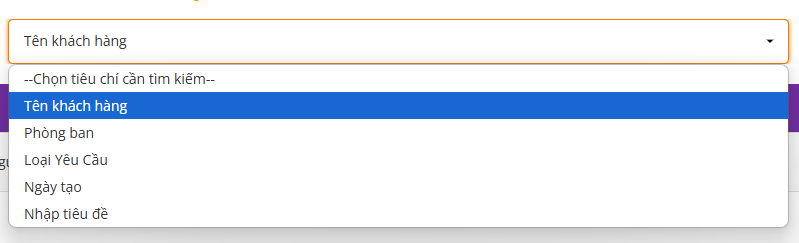 Tên khách hàng
--Chọn tiêu chí cần tìm kiếm--
Tên khách hàng
Phòng ban
Loại Yêu Cầu
Ngày tạo
Nhập tiêu đề